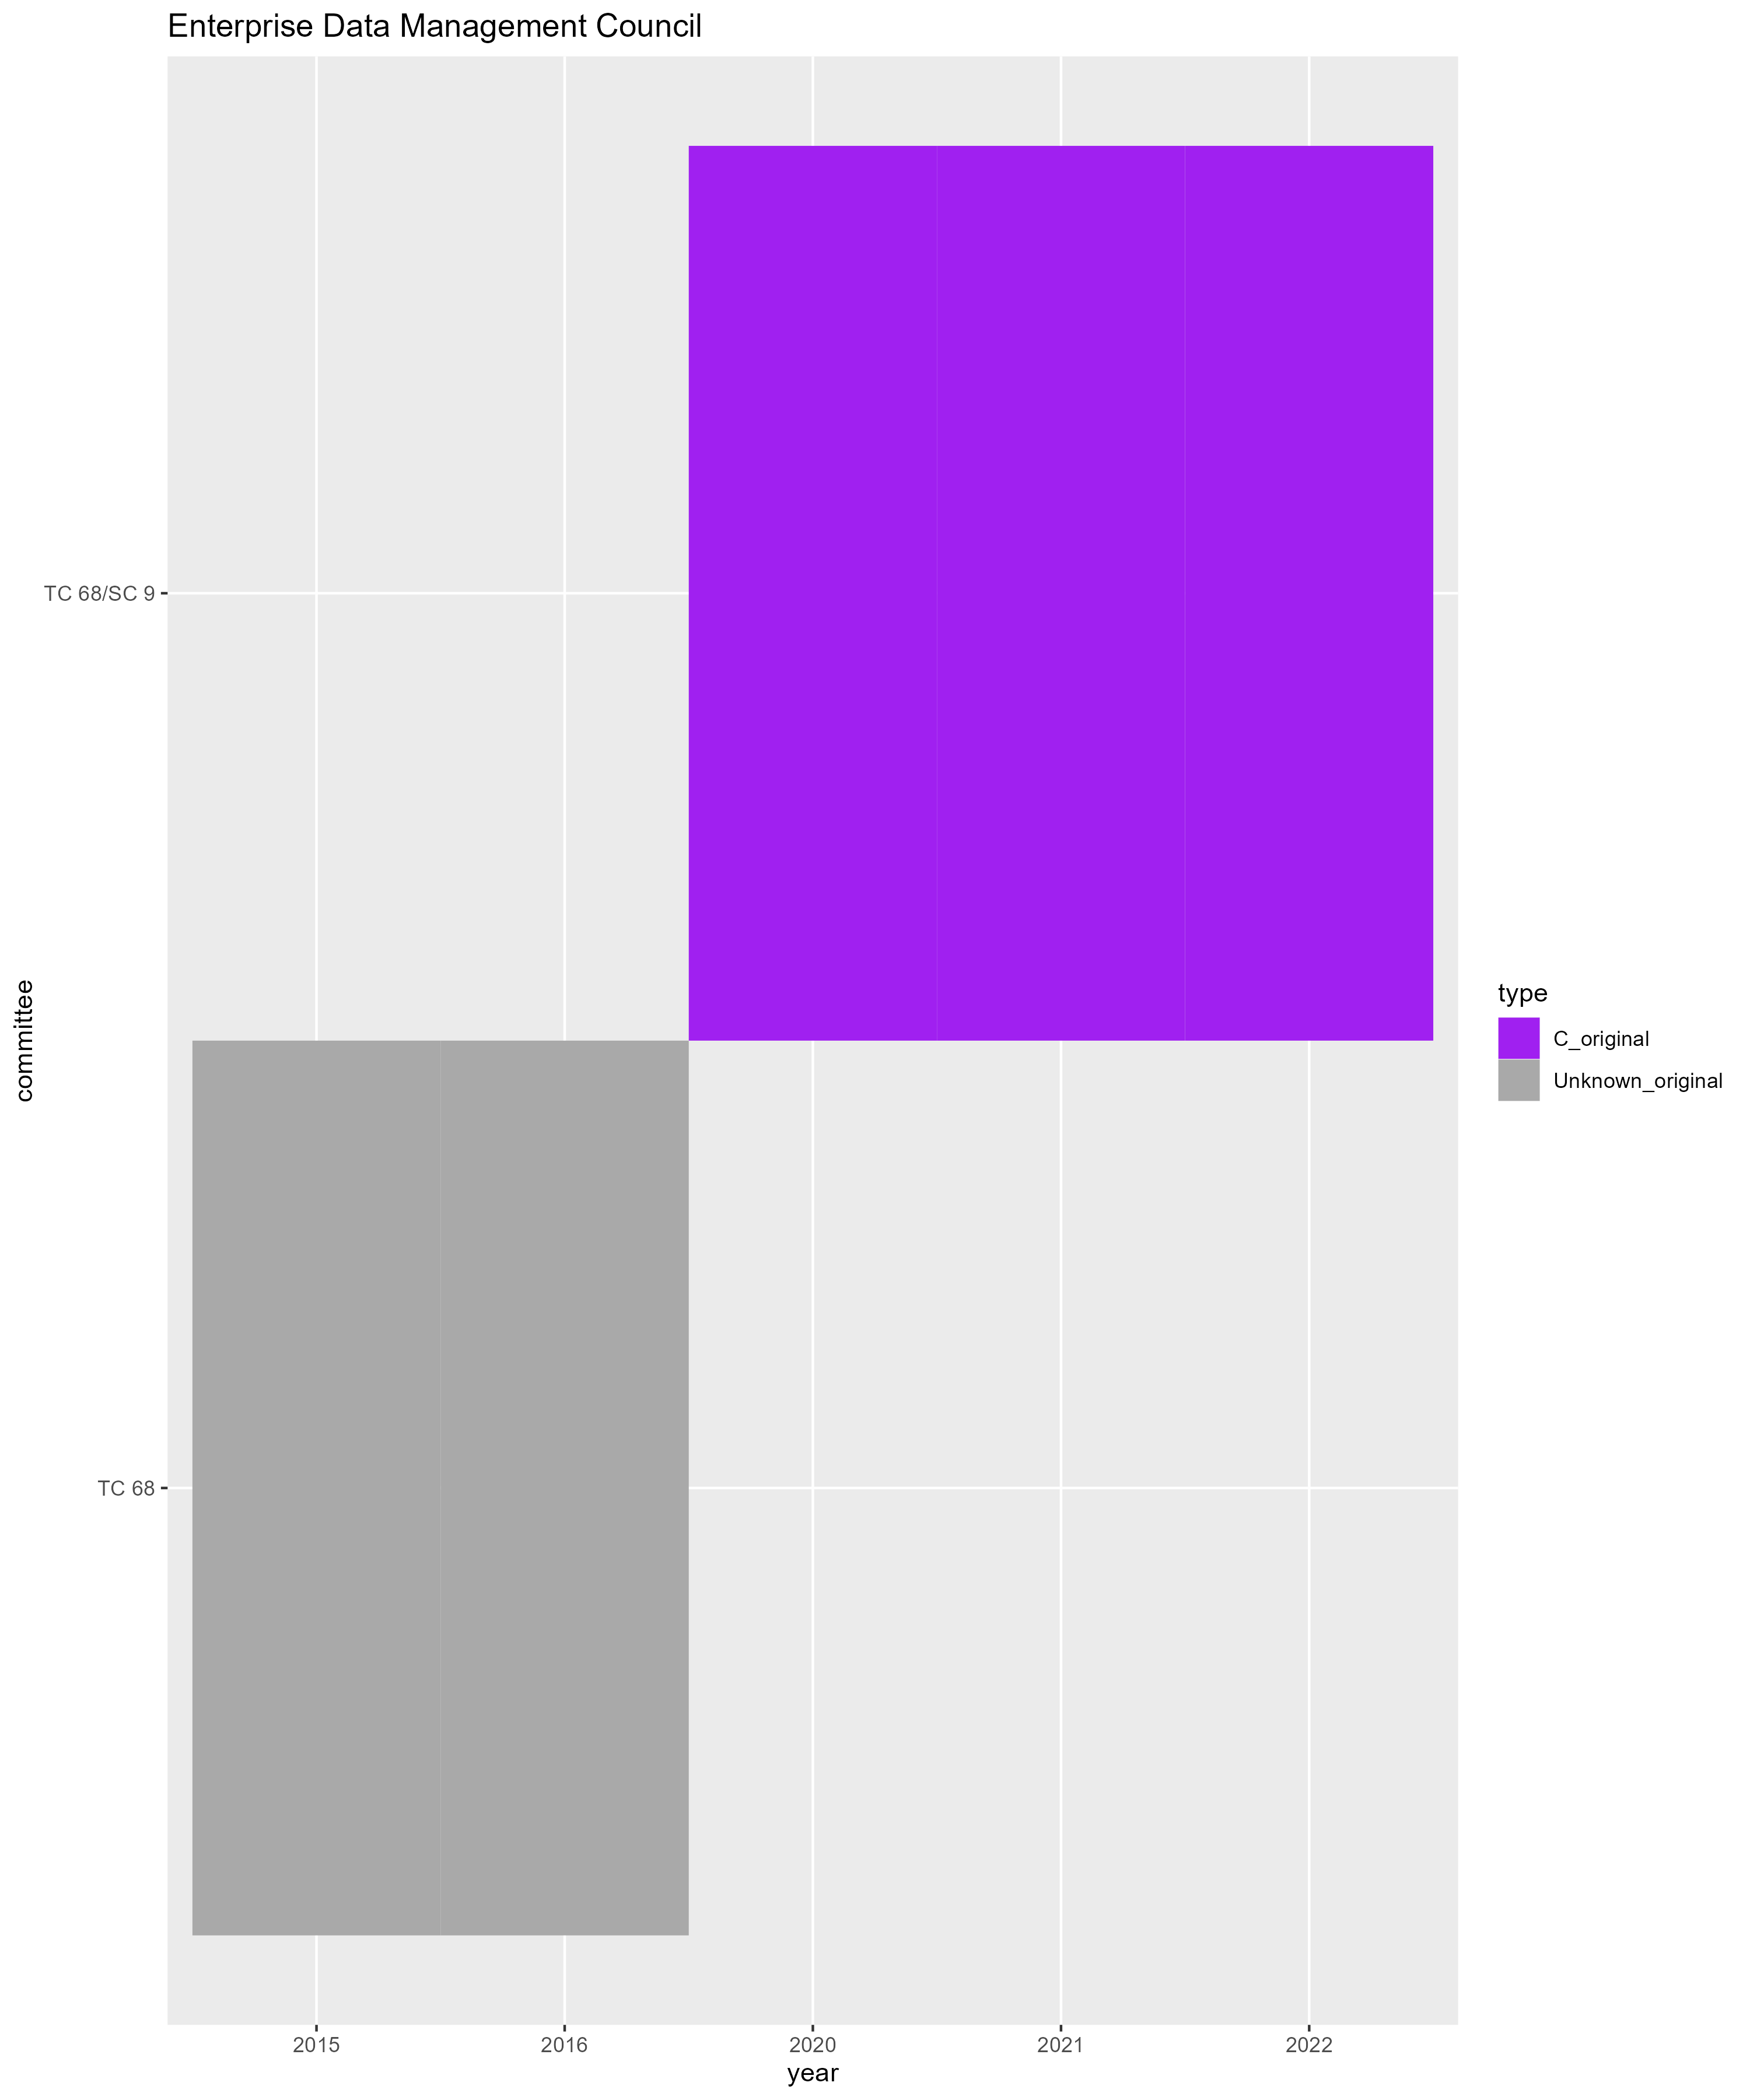 Enterprise Data Management Council
committee
TC 68/SC 9
TC 68
2015 2016 2020 2021 2022
year
type
C_original
Unknown_original